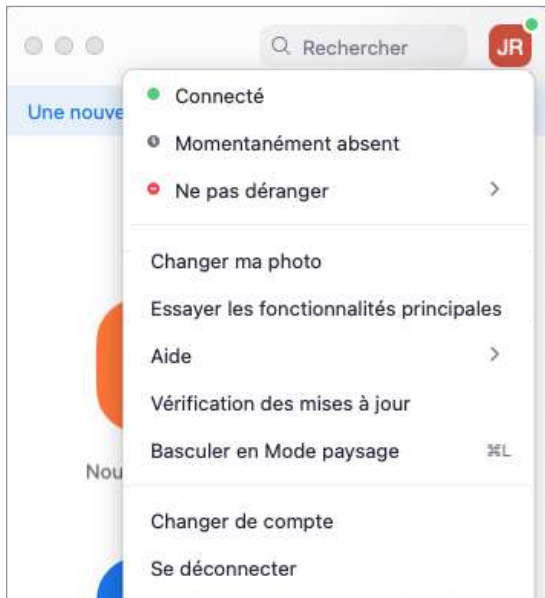 Rechercher
JR
Une nouve
Connecté
Momentanément absent
Ne pas déranger
Changer ma photo
Essayer les fonctionnalités principales
Aide
Vérification des mises à jour
Basculer en Mode paysage ⌘L
Nou
Changer de compte
Se déconnecter